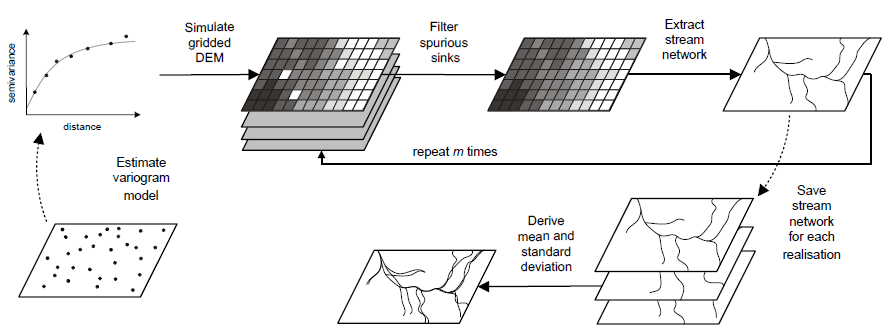 Simulate
gridded
DEM
Filter
spurious
sinks
Extract
stream
network
semivariance
distance
repeat m times
Estimate
variogram
model
Save
stream
network
for each
realisation
Derive
mean and
standard
deviation